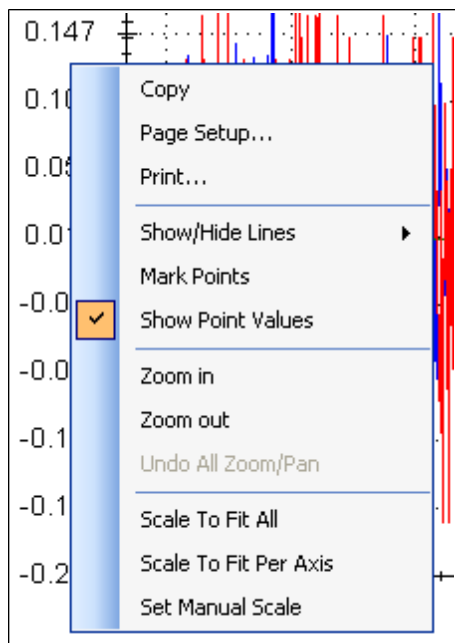 0.147
Copy
Page Setup...
Print...
Show/Hide Lines
Mark Points
Show Point Values
Zoom in
Zoom out
Undo All Zoom/Pan
Scale To Fit All
Scale To Fit Per Axis
Set Manual Scale